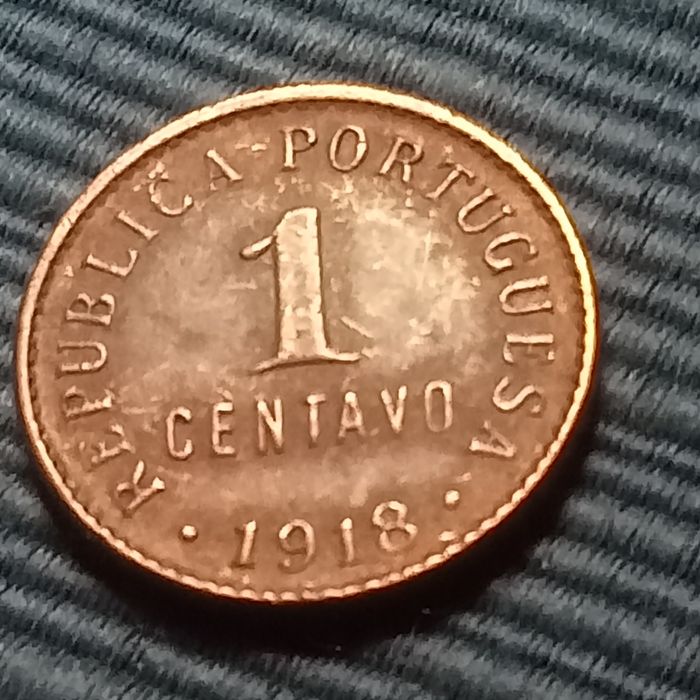 REPUBLICA PORTUGUESA
1
CENTAVO
· 1918 ·